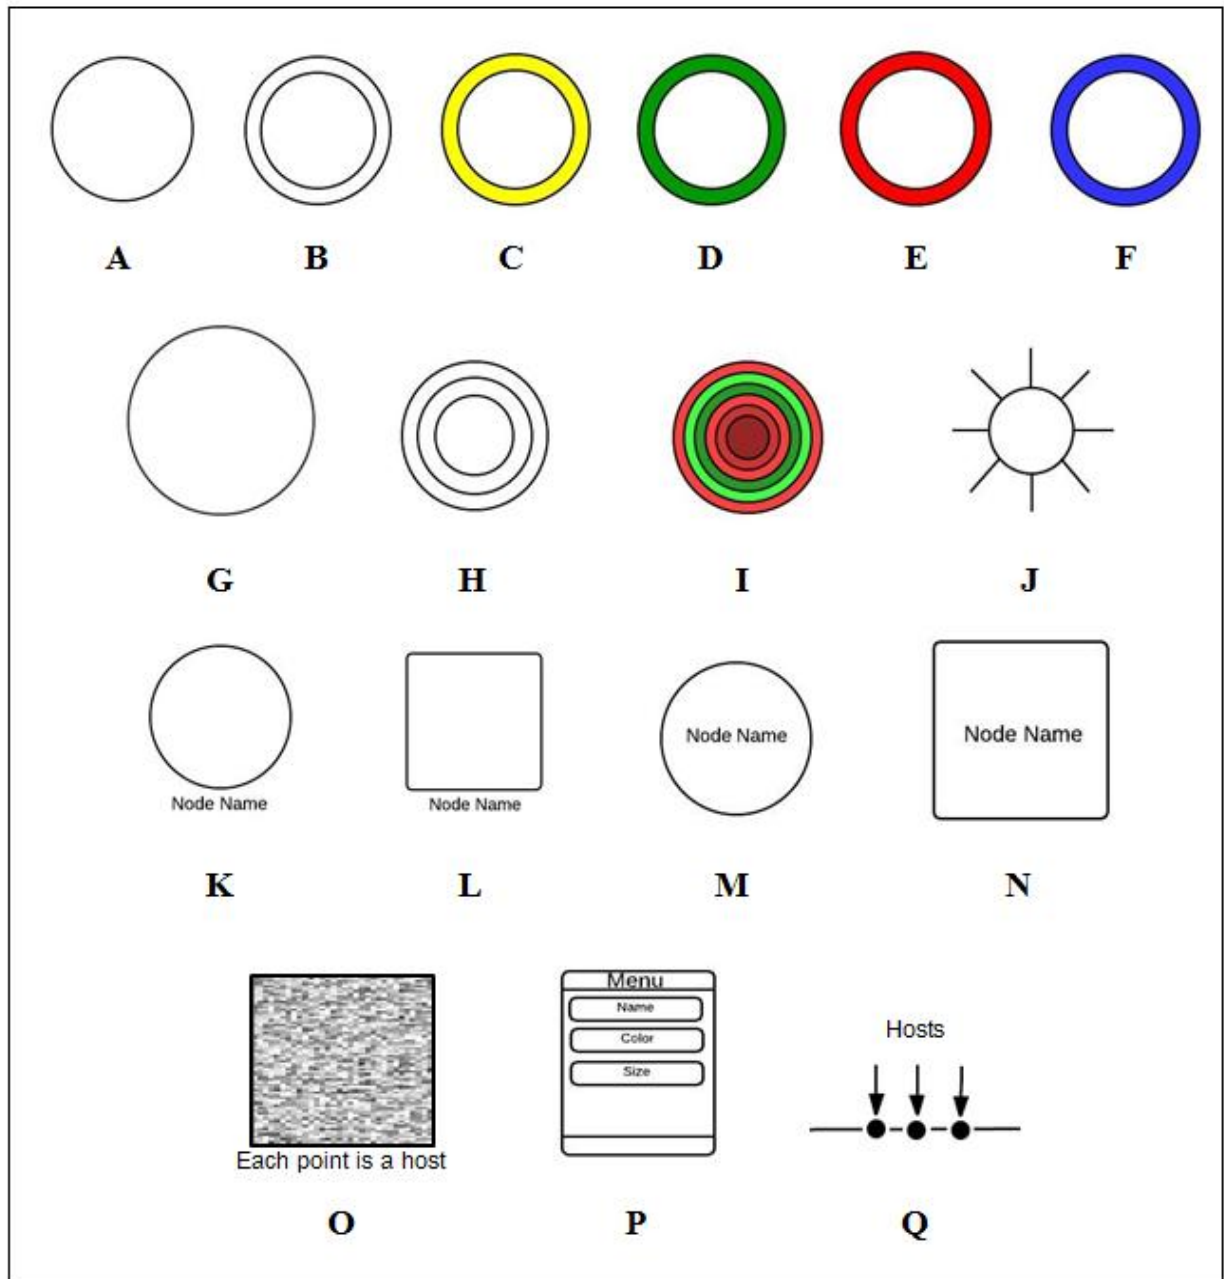 A B C D E F
G H I J
Node Name Node Name Node Name Node Name
K L M N
Menu
Name
Color
Size
Hosts
Each point is a host
O P Q